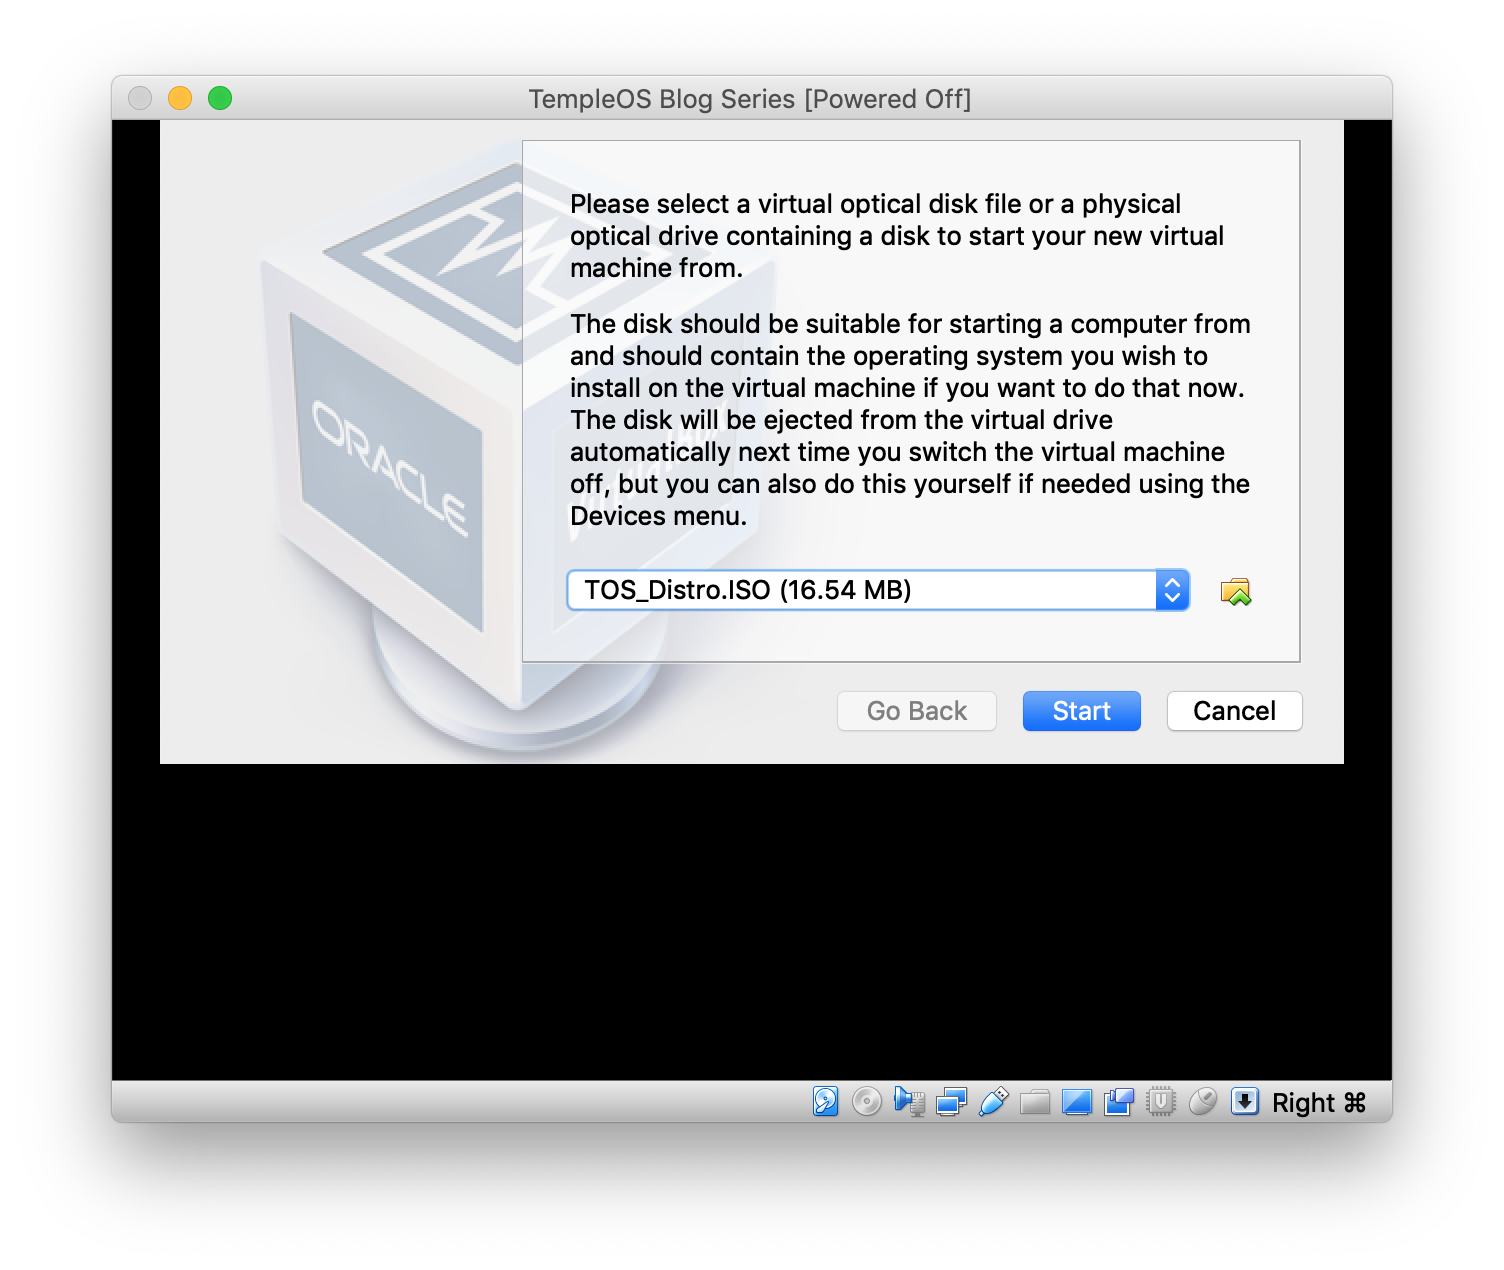 TempleOS Blog Series [Powered Off]
Please select a virtual optical disk file or a physical
optical drive containing a disk to start your new virtual
machine from.
The disk should be suitable for starting a computer from
and should contain the operating system you wish to
install on the virtual machine if you want to do that now.
The disk will be ejected from the virtual drive
automatically next time you switch the virtual machine
off, but you can also do this yourself if needed using the
Devices menu.
ORACLE
VirtualBox
TOS_Distro.ISO (16.54 MB)
Go Back
Start
Cancel
Right ⌘